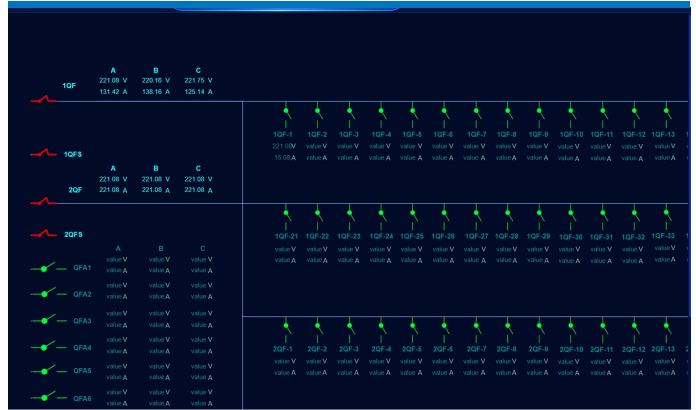 A B C
1QF 221.08 V 220.16 V 221.75 V
131.42 A 138.16 A 125.14 A
1QF-1 1QF-2 1QF-3 1QF-4 1QF-5 1QF-6 1QF-7 1QF-8 1QF-9 1QF-10 1QF-11 1QF-12 1QF-13
221.08V value V value V value V value V value V value V value V value V value V value V value V value V
15.09A value A value A value A value A value A value A value A value A value A value A value A value A
1QFS
A B C
221.08 V 221.08 V 221.08 V
2QF 221.08 A 221.08 A 221.08 A
2QFS
1QF-21 1QF-22 1QF-23 1QF-24 1QF-25 1QF-26 1QF-27 1QF-28 1QF-29 1QF-30 1QF-31 1QF-32 1QF-33
value V value V value V value V value V value V value V value V value V value V value V value V value V
value A value A value A value A value A value A value A value A value A value A value A value A value A
A B C
value V value V value V
QFA1 value A value A value A
value V value V value V
QFA2 value A value A value A
value V value V value V
QFA3 value A value A value A
value V value V value V
QFA4 value A value A value A
value V value V value V
QFA5 value A value A value A
value V value V value V
QFA6 value A value A value A
2QF-1 2QF-2 2QF-3 2QF-4 2QF-5 2QF-6 2QF-7 2QF-8 2QF-9 2QF-10 2QF-11 2QF-12 2QF-13
value V value V value V value V value V value V value V value V value V value V value V value V value V
value A value A value A value A value A value A value A value A value A value A value A value A value A